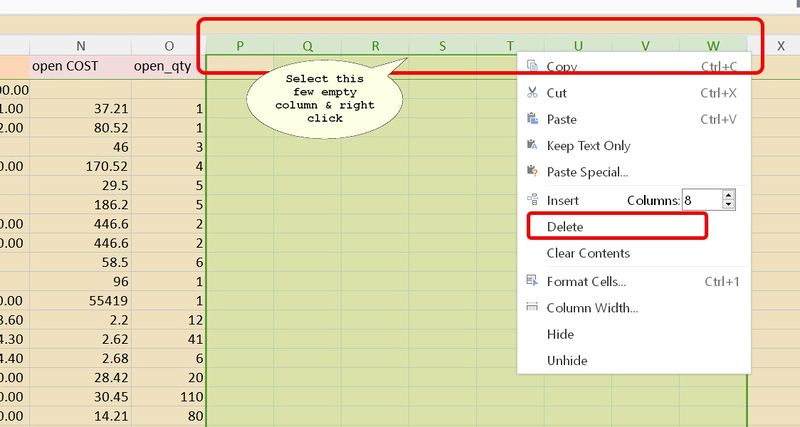 N O P Q R S T U V W X
open COST open_qty
00.00
1.00 37.21 1
2.00 80.52 1
46 3
0.00 170.52 4
29.5 5
186.2 5
0.00 446.6 2
0.00 446.6 2
58.5 6
96 1
0.00 55419 1
3.60 2.2 12
4.30 2.62 41
4.40 2.68 6
0.00 28.42 20
0.00 30.45 110
0.00 14.21 80
Select this
few empty
column & right
click
Copy Ctrl+C
Cut Ctrl+X
Paste Ctrl+V
Keep Text Only
Paste Special...
Insert Columns: 8
Delete
Clear Contents
Format Cells... Ctrl+1
Column Width...
Hide
Unhide